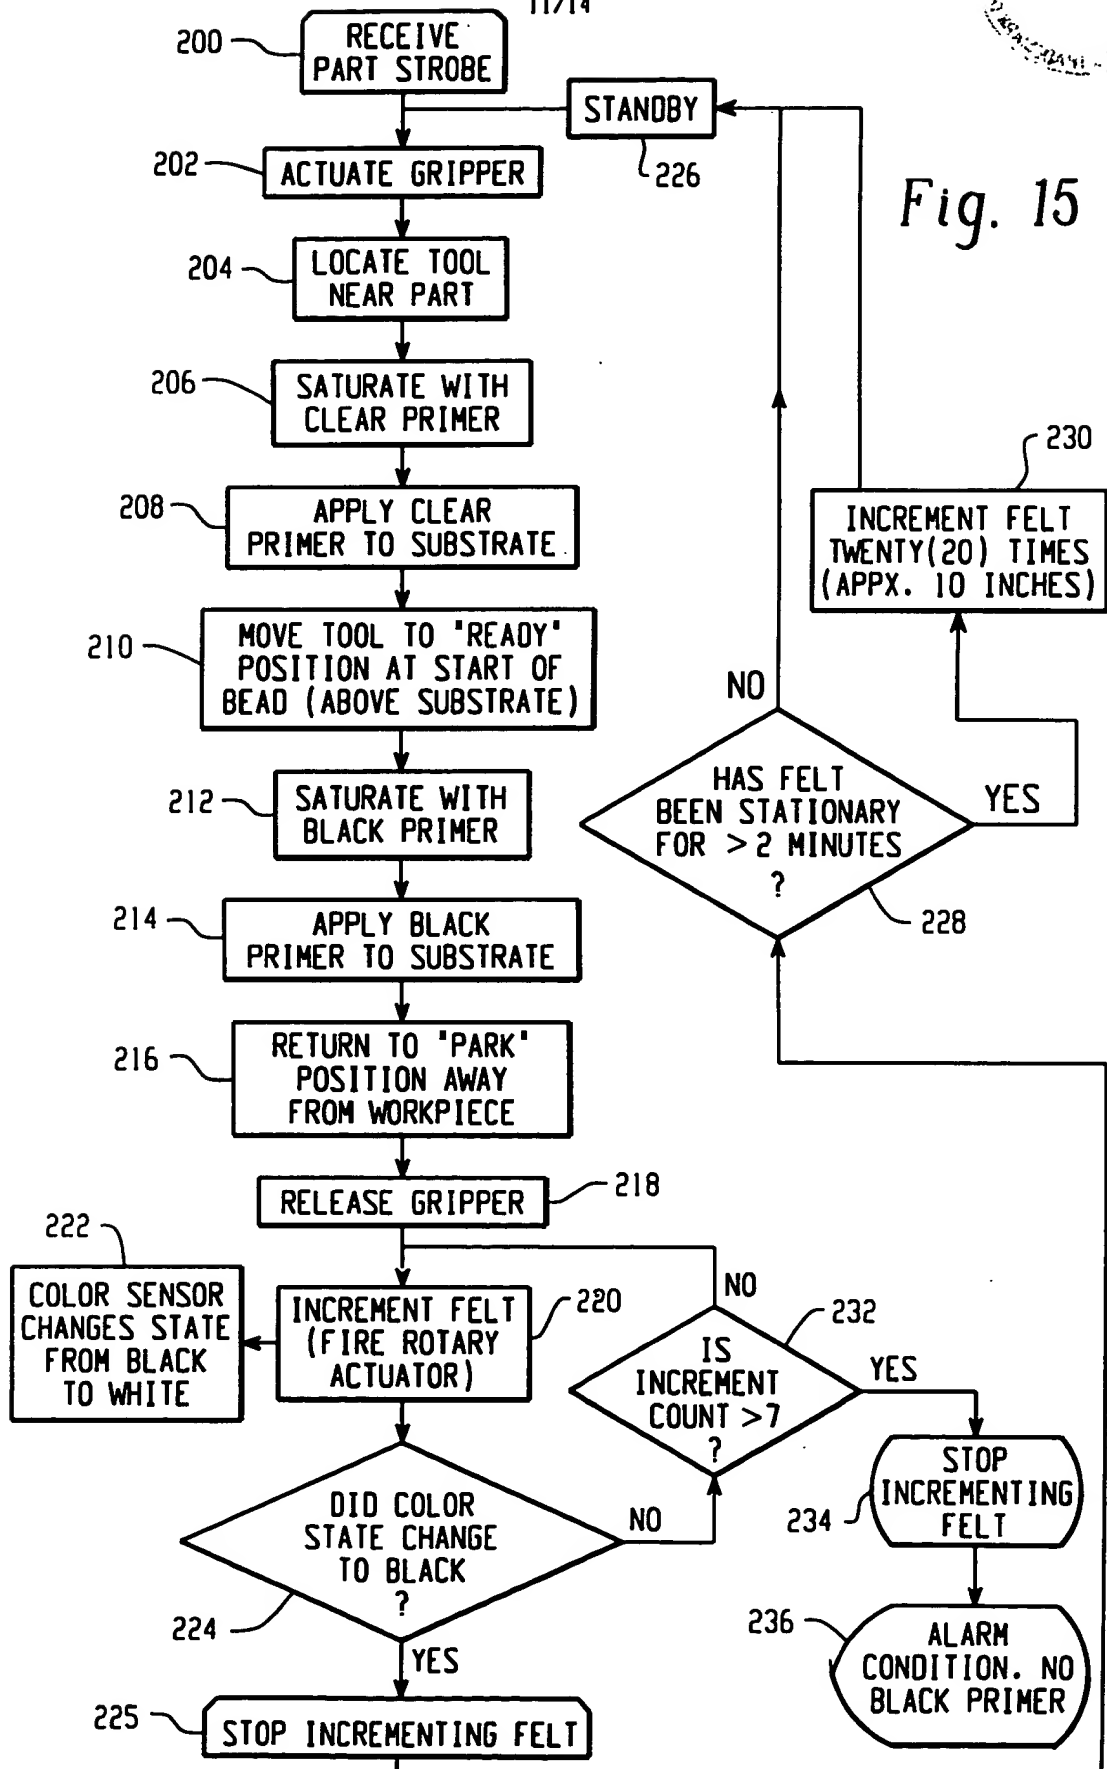 11/14
200
RECEIVE
PART STROBE
STANDBY
226
202
ACTUATE GRIPPER
Fig. 15
204
LOCATE TOOL
NEAR PART
206
SATURATE WITH
CLEAR PRIMER
230
208
APPLY CLEAR
PRIMER TO SUBSTRATE
INCREMENT FELT
TWENTY(20) TIMES
(APPX. 10 INCHES)
210
MOVE TOOL TO "READY"
POSITION AT START OF
BEAD (ABOVE SUBSTRATE)
NO
212
SATURATE WITH
BLACK PRIMER
HAS FELT
BEEN STATIONARY
FOR >2 MINUTES
?
YES
228
214
APPLY BLACK
PRIMER TO SUBSTRATE
216
RETURN TO "PARK"
POSITION AWAY
FROM WORKPIECE
RELEASE GRIPPER
218
222
COLOR SENSOR
CHANGES STATE
FROM BLACK
TO WHITE
INCREMENT FELT
(FIRE ROTARY
ACTUATOR)
220
NO
232
IS
INCREMENT
COUNT >7
?
YES
STOP
INCREMENTING
FELT
234
DID COLOR
STATE CHANGE
TO BLACK
?
NO
224
YES
236
ALARM
CONDITION. NO
BLACK PRIMER
225
STOP INCREMENTING FELT